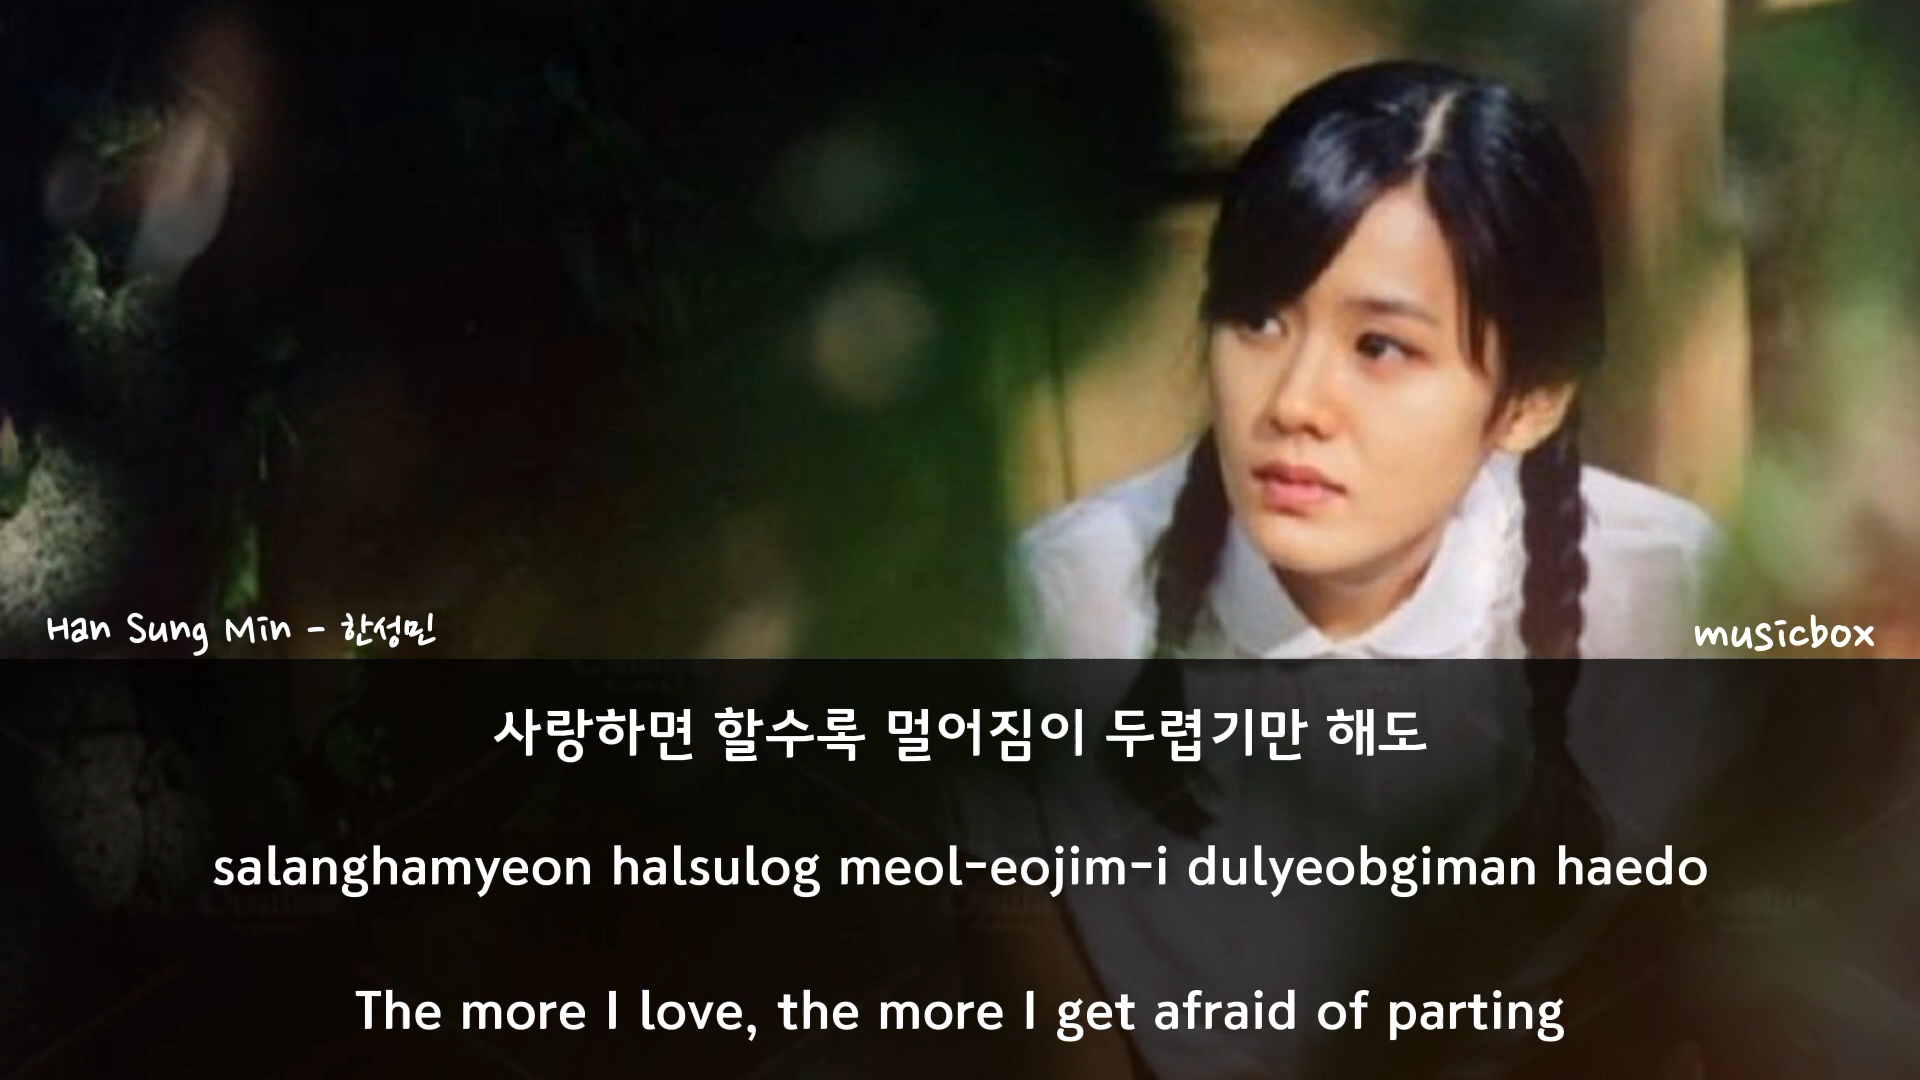 Han Sung Min - 한성민
musicbox
사랑하면 할수록 멀어짐이 두렵기만 해도
salanghamyeon halsulog meol-eojim-i dulyeobgiman haedo
The more I love, the more I get afraid of parting